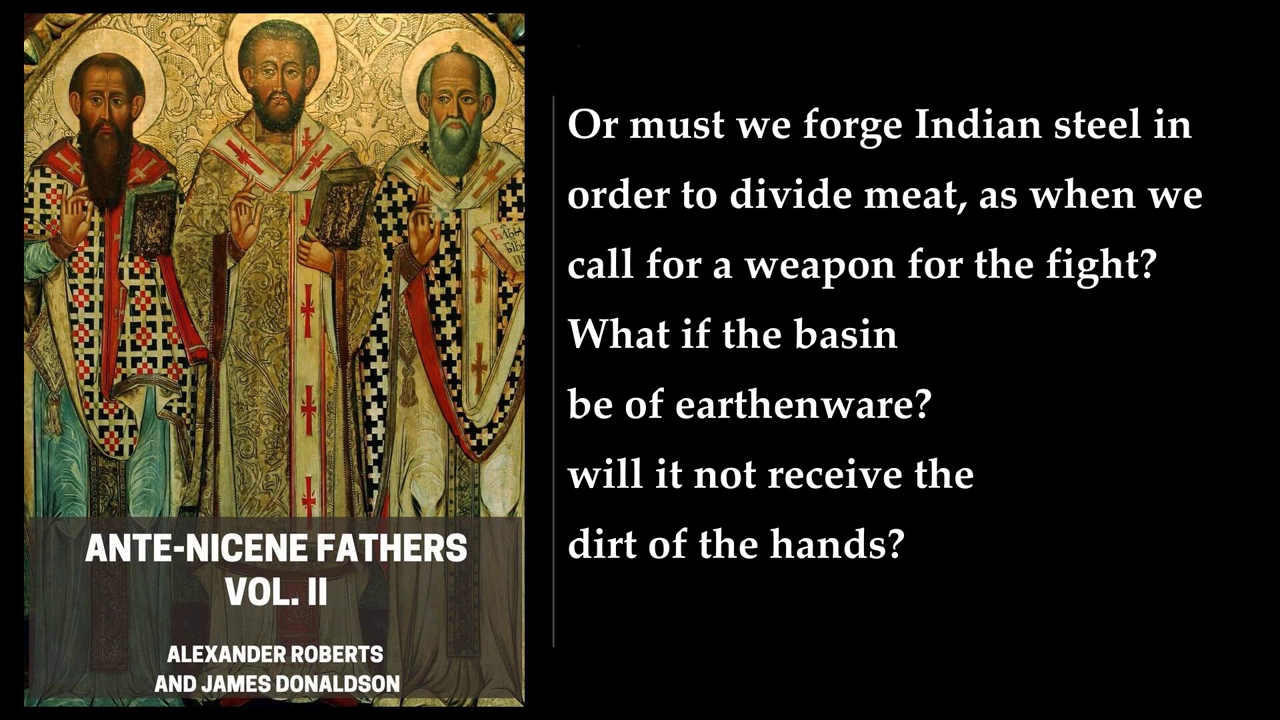 ANTE-NICENE FATHERS
VOL. II
ALEXANDER ROBERTS
AND JAMES DONALDSON
Or must we forge Indian steel in
order to divide meat, as when we
call for a weapon for the fight?
What if the basin
be of earthenware?
will it not receive the
dirt of the hands?